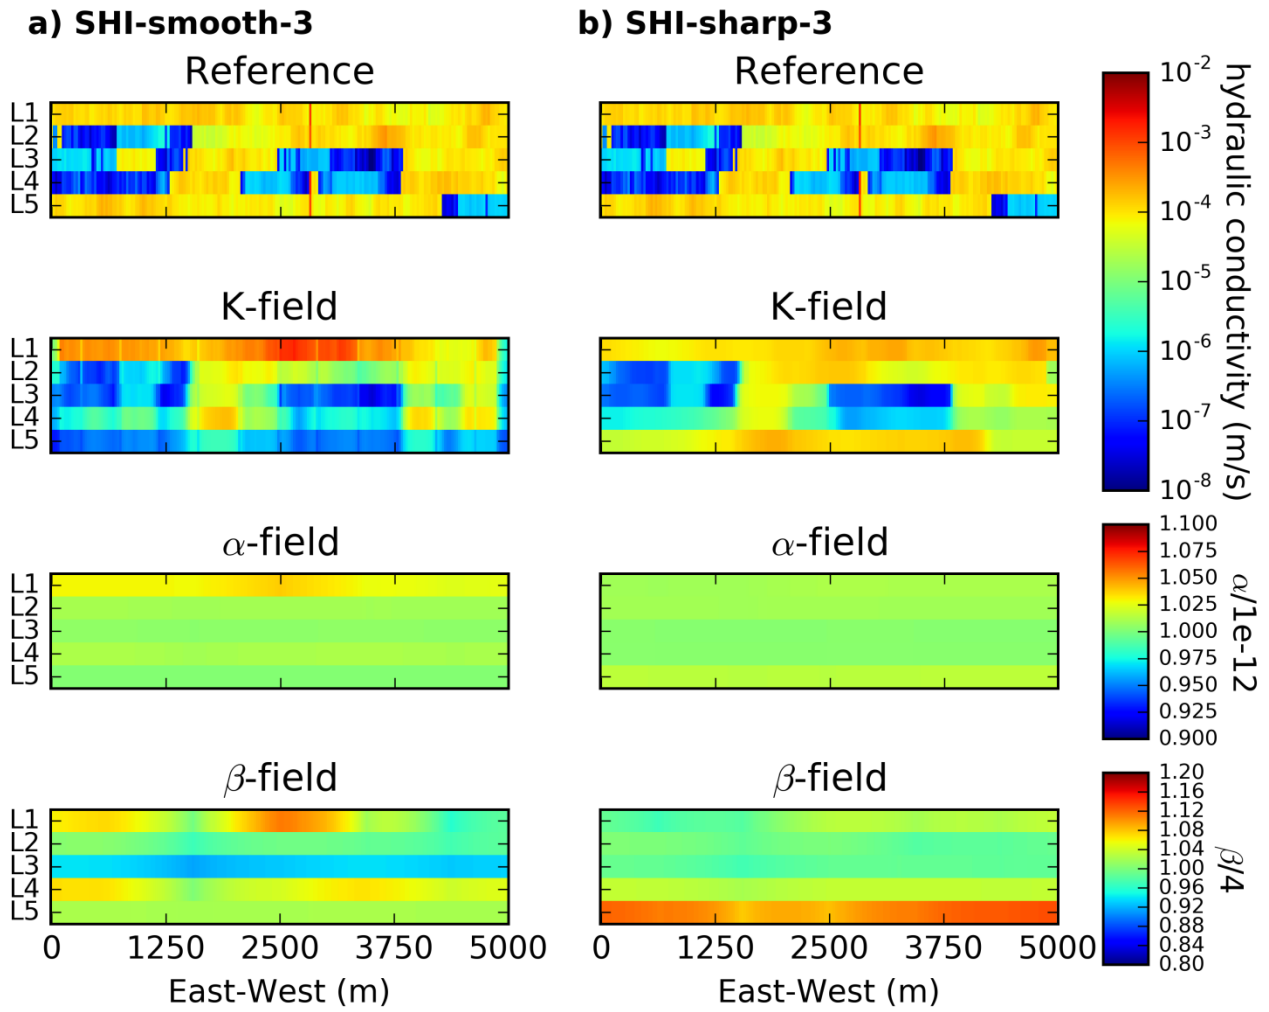 a) SHI-smooth-3
b) SHI-sharp-3
Reference
Reference
L1
L2
L3
L4
L5
K-field
K-field
L1
L2
L3
L4
L5
10^-2
10^-3
10^-4
10^-5
10^-6
10^-7
10^-8
hydraulic conductivity (m/s)
α-field
α-field
L1
L2
L3
L4
L5
1.100
1.075
1.050
1.025
1.000
0.975
0.950
0.925
0.900
α/1e-12
β-field
β-field
L1
L2
L3
L4
L5
1.20
1.16
1.12
1.08
1.04
1.00
0.96
0.92
0.88
0.84
0.80
β/4
0 1250 2500 3750 5000
0 1250 2500 3750 5000
East-West (m)
East-West (m)